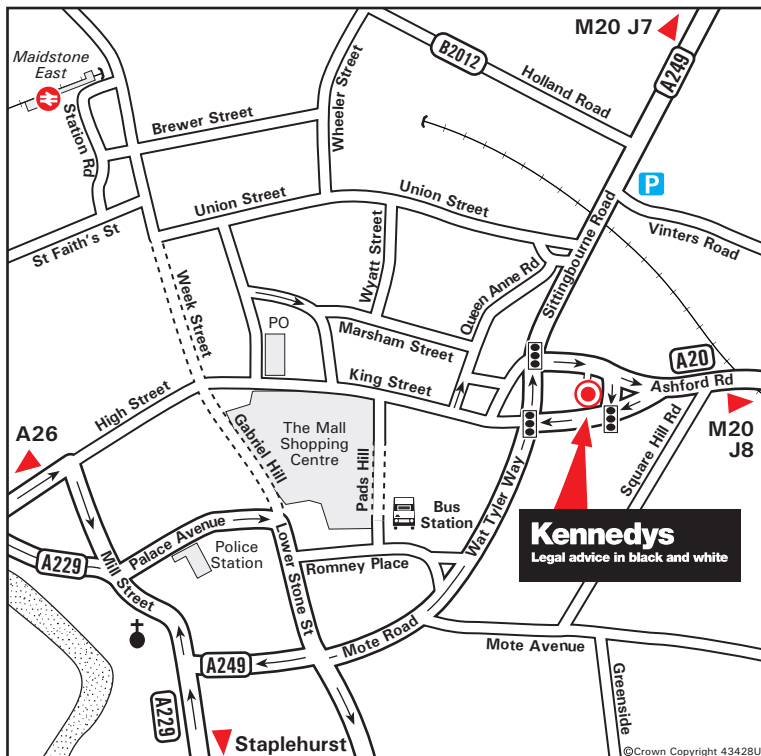 M20 J7
A249
Maidstone
East
Station Rd
B2012
Holland Road
Wheeler Street
Brewer Street
Union Street
Union Street
P
Vinters Road
St Faith's St
Week Street
Wyatt Street
Queen Anne Rd
Sittingbourne Road
PO
Marsham Street
King Street
A20
Ashford Rd
High Street
A26
Gabriel Hill
The Mall
Shopping
Centre
Pads Hill
M20
J8
Square Hill Rd
Bus
Station
Wat Tyler Way
Kennedys
Legal advice in black and white
Palace Avenue
Police
Station
Lower Stone St
Romney Place
A229
Mill Street
Mote Road
Mote Avenue
A249
Greenside
A229
Staplehurst
©Crown Copyright 43428U